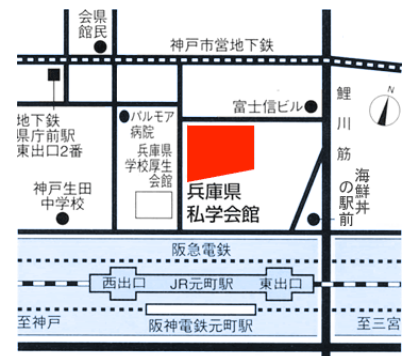 県民
会館
神戸市営地下鉄
地下鉄
県庁前駅
東出口2番
パルモア
病院
兵庫県
学校厚生
会館
富士信ビル
鯉川筋
N
神戸生田
中学校
兵庫県
私学会館
海鮮丼
の駅前
阪急電鉄
西出口
JR元町駅
東出口
至神戸
阪神電鉄元町駅
至三宮